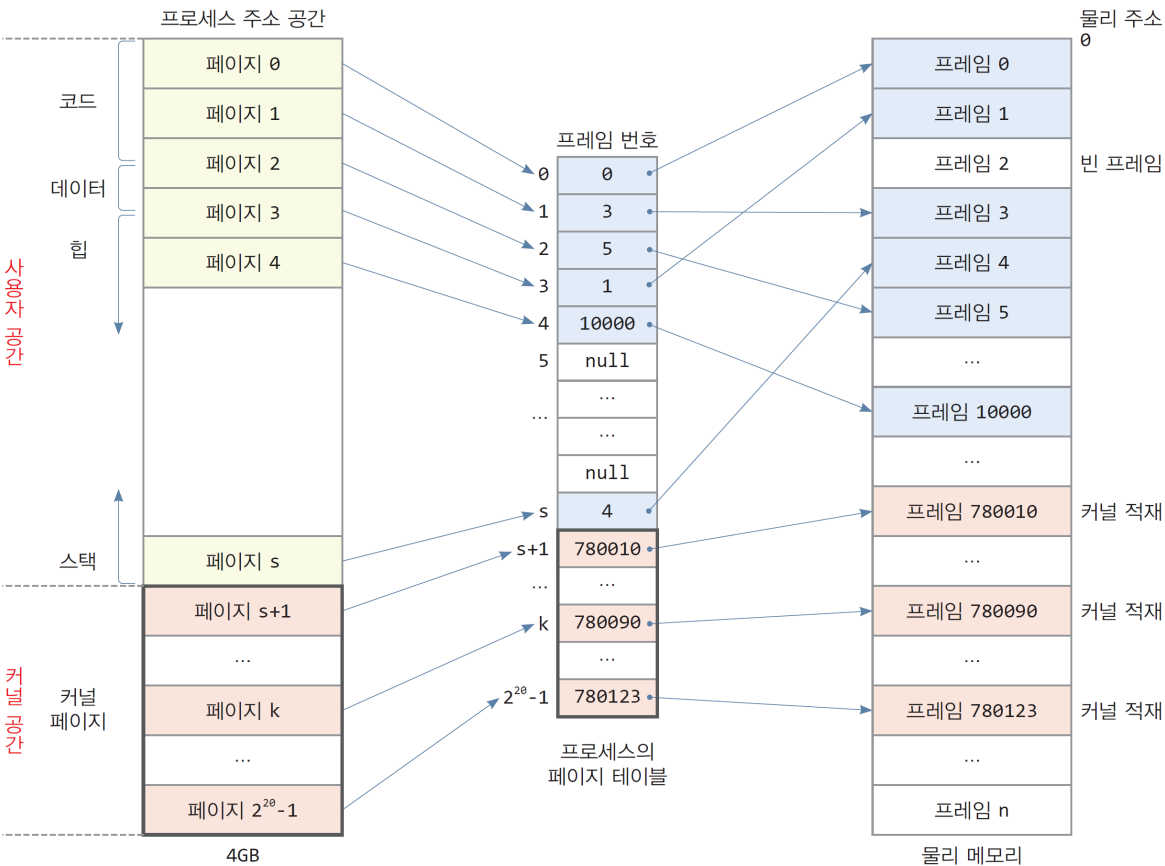 프로세스 주소 공간
물리 주소
0
코드
데이터
힙
사용자 공간
스택
커널 공간
커널
페이지
페이지 0
페이지 1
페이지 2
페이지 3
페이지 4
페이지 s
페이지 s+1
...
페이지 k
...
페이지 2²⁰-1
4GB
프레임 번호
0 0
1 3
2 5
3 1
4 10000
5 null
...
...
...
null
s 4
s+1 780010
... ...
k 780090
...
2²⁰-1 780123
프로세스의
페이지 테이블
프레임 0
프레임 1
프레임 2 빈 프레임
프레임 3
프레임 4
프레임 5
...
프레임 10000
...
프레임 780010 커널 적재
...
프레임 780090 커널 적재
...
프레임 780123 커널 적재
...
프레임 n
물리 메모리